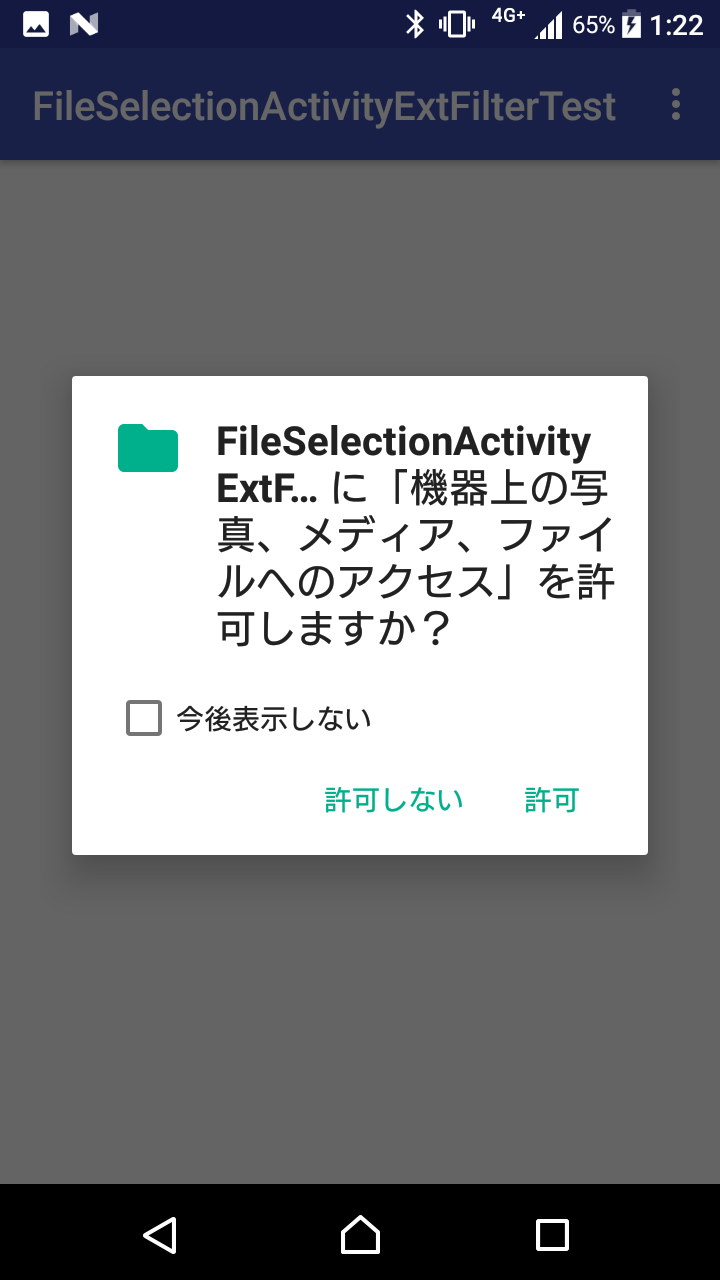 4G+ 65% 1:22
FileSelectionActivityExtFilterTest
FileSelectionActivity
ExtF... に「機器上の写
真、メディア、ファイ
ルへのアクセス」を許
可しますか？
今後表示しない
許可しない 許可